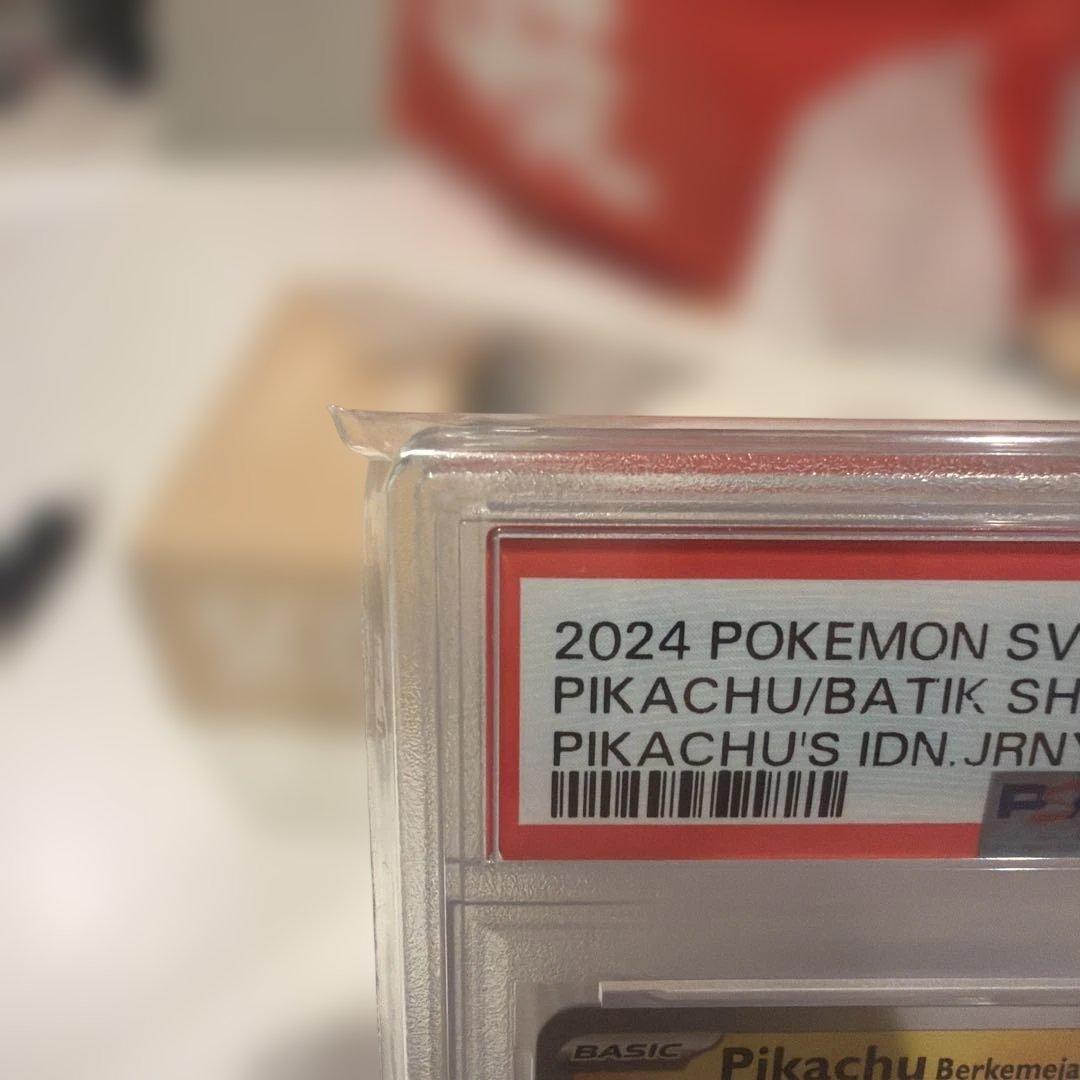 2024 POKEMON SV
PIKACHU/BATIK SH
PIKACHU'S IDN.JRNY
BASIC
Pikachu Berkemeja